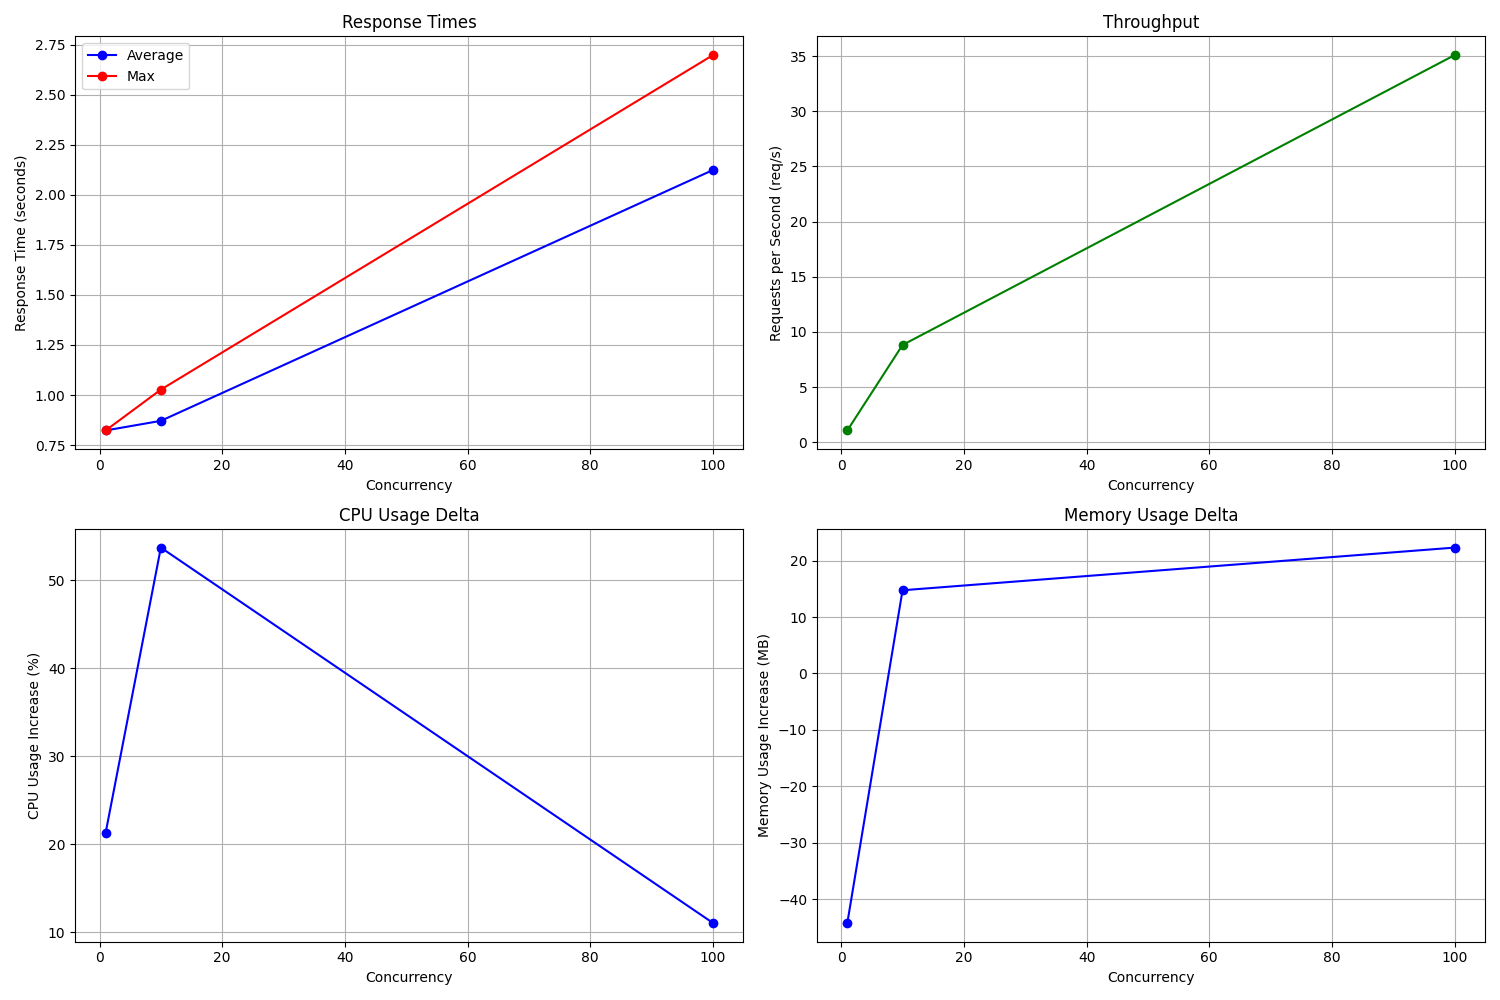 Response Times
Average
Max
2.75
2.50
2.25
2.00
1.75
1.50
1.25
1.00
0.75
Response Time (seconds)
0 20 40 60 80 100
Concurrency
Throughput
35
30
25
20
15
10
5
0
Requests per Second (req/s)
0 20 40 60 80 100
Concurrency
CPU Usage Delta
50
40
30
20
10
CPU Usage Increase (%)
0 20 40 60 80 100
Concurrency
Memory Usage Delta
20
10
0
−10
−20
−30
−40
Memory Usage Increase (MB)
0 20 40 60 80 100
Concurrency